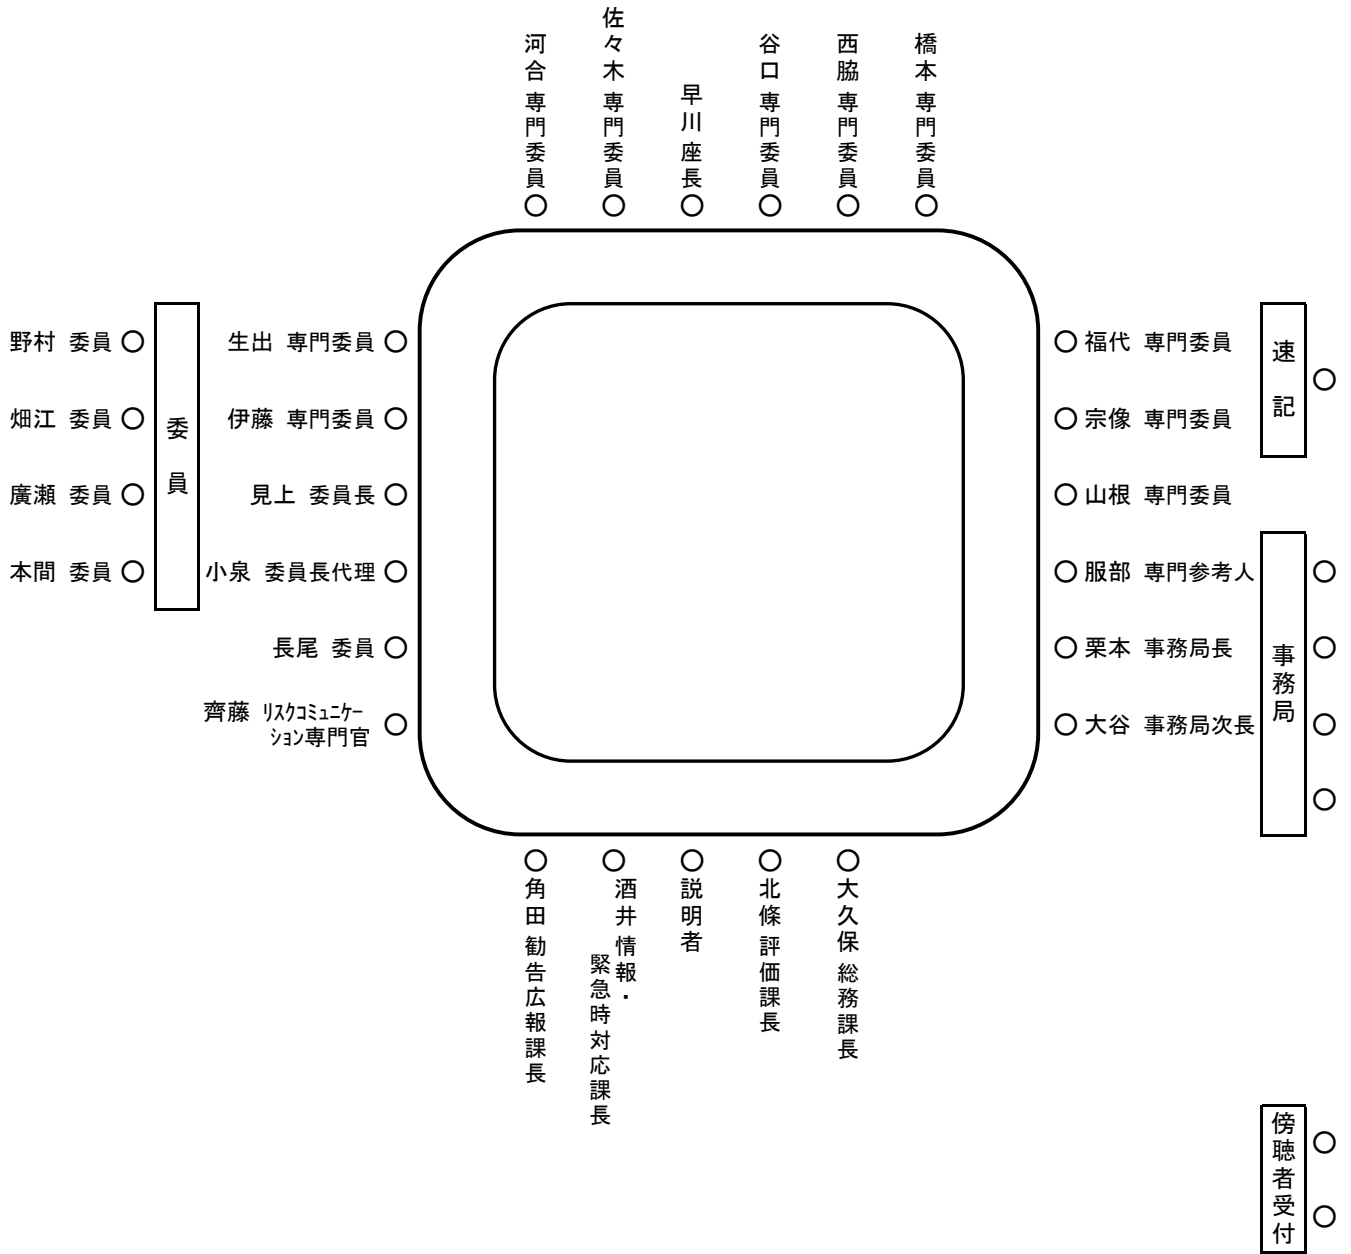 河合 専門委員
佐々木 専門委員
早川 座長
谷口 専門委員
西脇 専門委員
橋本 専門委員
野村 委員
畑江 委員
廣瀬 委員
本間 委員
委員
生出 専門委員
伊藤 専門委員
見上 委員長
小泉 委員長代理
長尾 委員
齊藤 ﾘｽｸｺﾐｭﾆｹｰ
ｼｮﾝ専門官
福代 専門委員
宗像 専門委員
山根 専門委員
服部 専門参考人
栗本 事務局長
大谷 事務局次長
速記
事務局
角田 勧告広報課長
酒井 情報・
緊急時対応課長
説明者
北條 評価課長
大久保 総務課長
傍聴者受付